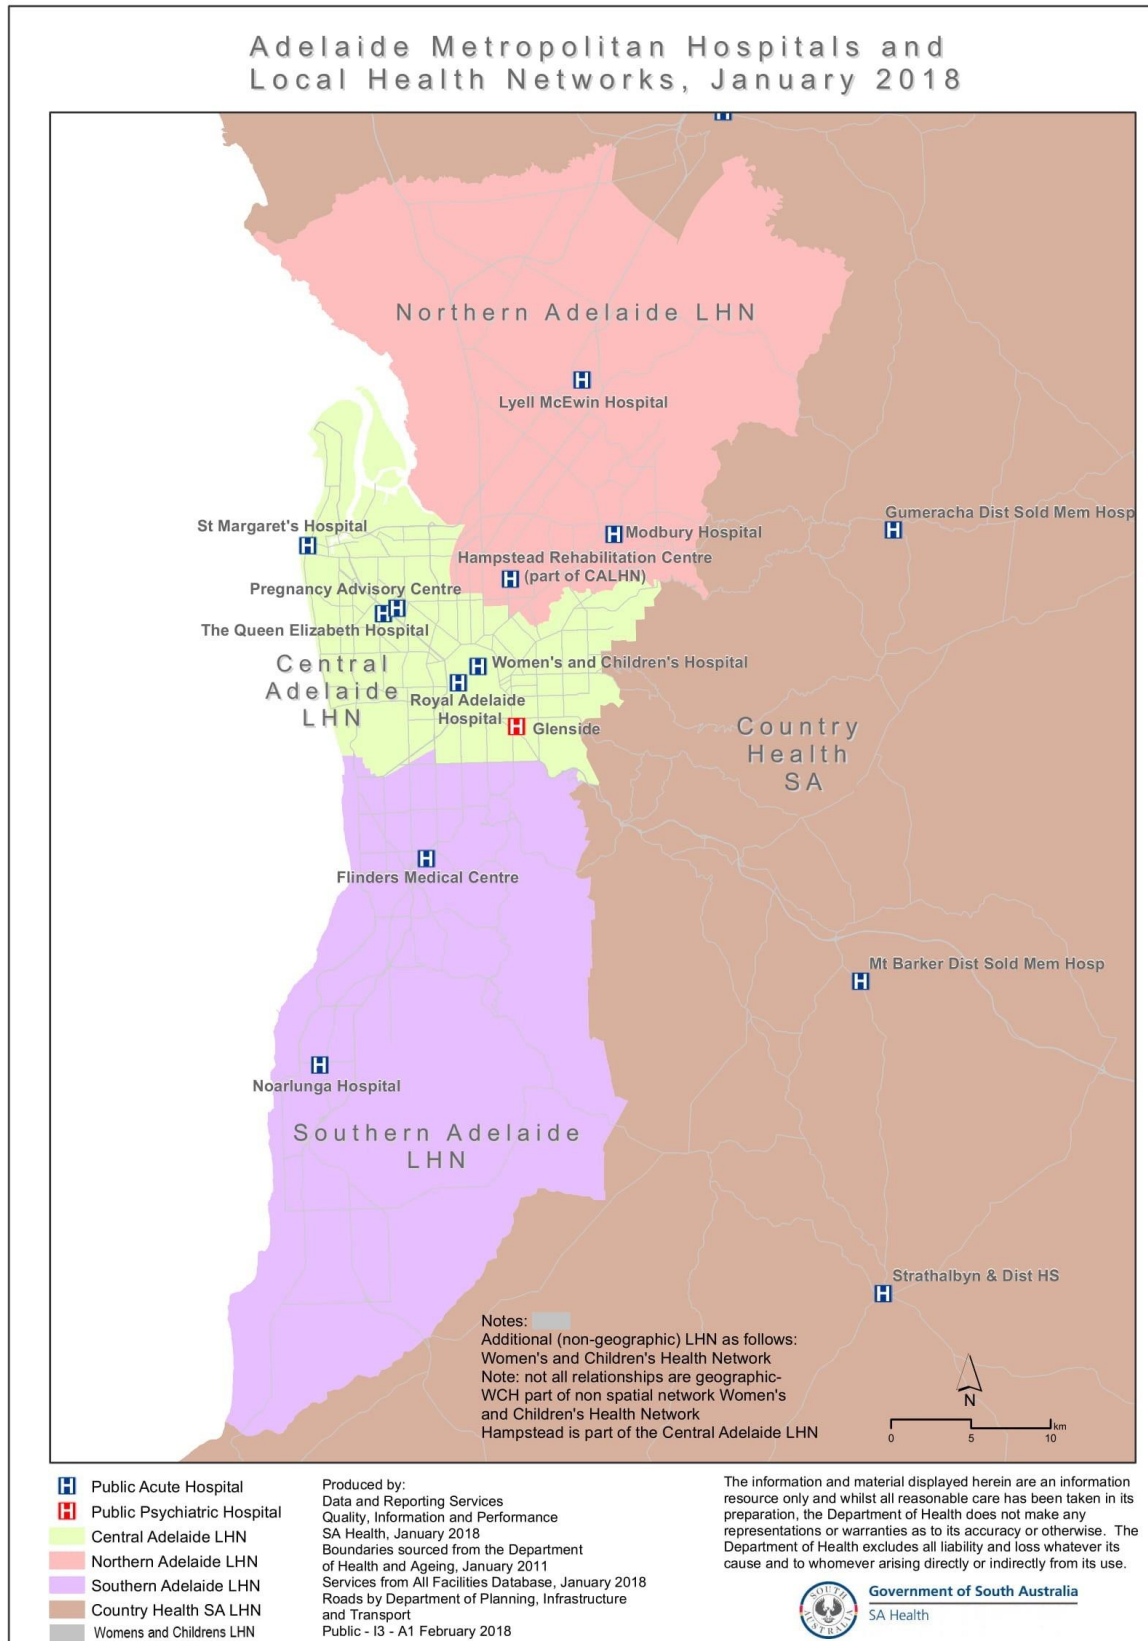 Adelaide Metropolitan Hospitals and
Local Health Networks, January 2018
Northern Adelaide LHN
Lyell McEwin Hospital
Gumeracha Dist Sold Mem Hosp
St Margaret's Hospital
Modbury Hospital
Hampstead Rehabilitation Centre
(part of CALHN)
Pregnancy Advisory Centre
The Queen Elizabeth Hospital
Central
Adelaide
LHN
Women's and Children's Hospital
Royal Adelaide
Hospital
Glenside
Country
Health
SA
Flinders Medical Centre
Mt Barker Dist Sold Mem Hosp
Noarlunga Hospital
Southern Adelaide
LHN
Strathalbyn & Dist HS
Notes:
Additional (non-geographic) LHN as follows:
Women's and Children's Health Network
Note: not all relationships are geographic-
WCH part of non spatial network Women's
and Children's Health Network
Hampstead is part of the Central Adelaide LHN
N
km
0 5 10
H Public Acute Hospital
H Public Psychiatric Hospital
Central Adelaide LHN
Northern Adelaide LHN
Southern Adelaide LHN
Country Health SA LHN
Womens and Childrens LHN
Produced by:
Data and Reporting Services
Quality, Information and Performance
SA Health, January 2018
Boundaries sourced from the Department
of Health and Ageing, January 2011
Services from All Facilities Database, January 2018
Roads by Department of Planning, Infrastructure
and Transport
Public - I3 - A1 February 2018
The information and material displayed herein are an information
resource only and whilst all reasonable care has been taken in its
preparation, the Department of Health does not make any
representations or warranties as to its accuracy or otherwise. The
Department of Health excludes all liability and loss whatever its
cause and to whomever arising directly or indirectly from its use.
SOUTH AUSTRALIA
Government of South Australia
SA Health